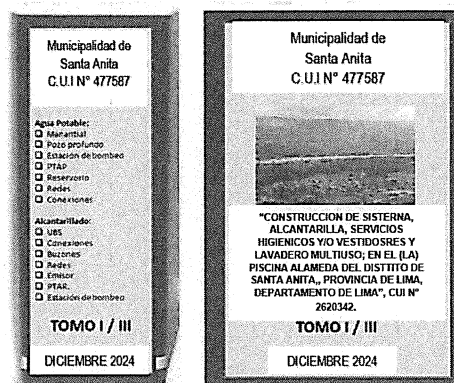 Municipalidad de
Santa Anita
C.U.I N° 477587
Agua Potable:
Manantial
Pozo profundo
Estación de bombeo
PTAP
Reservorio
Redes
Conexiones
Alcantarillado:
UBS
Conexiones
Buzones
Redes
Emisor
PTAR.
Estación de bombeo
TOMO I / III
DICIEMBRE 2024
Municipalidad de
Santa Anita
C.U.I N° 477587
"CONSTRUCCION DE SISTERNA,
ALCANTARILLA, SERVICIOS
HIGIENICOS Y/O VESTIDOSRES Y
LAVADERO MULTIUSO; EN EL (LA)
PISCINA ALAMEDA DEL DISTTITO DE
SANTA ANITA,, PROVINCIA DE LIMA,
DEPARTAMENTO DE LIMA", CUI N°
2620342.
TOMO I / III
DICIEMBRE 2024